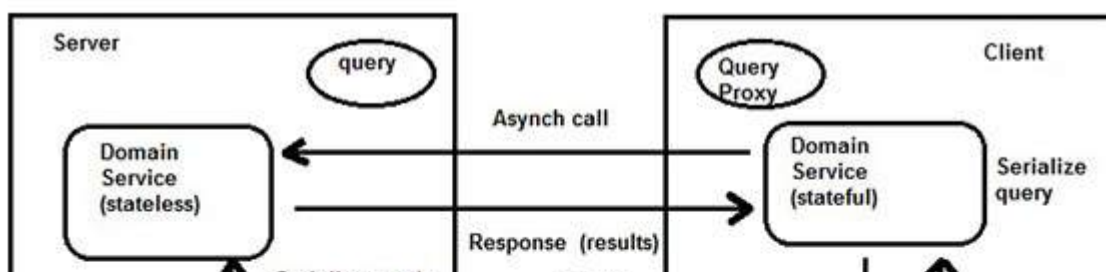 Server
query
Query
Proxy
Client
Asynch call
Domain
Service
(stateless)
Domain
Service
(stateful)
Serialize
query
Response (results)